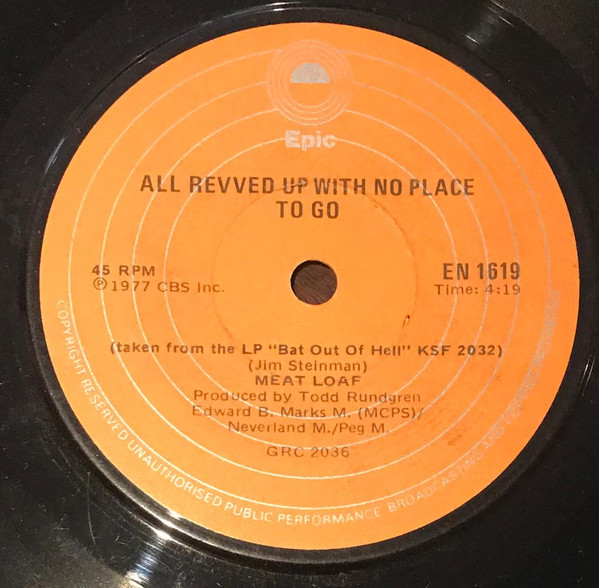 Epic
ALL REVVED UP WITH NO PLACE
TO GO
45 RPM
Ⓟ1977 CBS Inc.
EN 1619
Time: 4:19
(taken from the LP "Bat Out Of Hell" KSF 2032)
(Jim Steinman)
MEAT LOAF
Produced by Todd Rundgren
Edward B. Marks M. (MCPS)/
Neverland M./Peg M.
GRC 2036
COPYRIGHT RESERVED UNAUTHORISED PUBLIC PERFORMANCE BROADCASTING AND